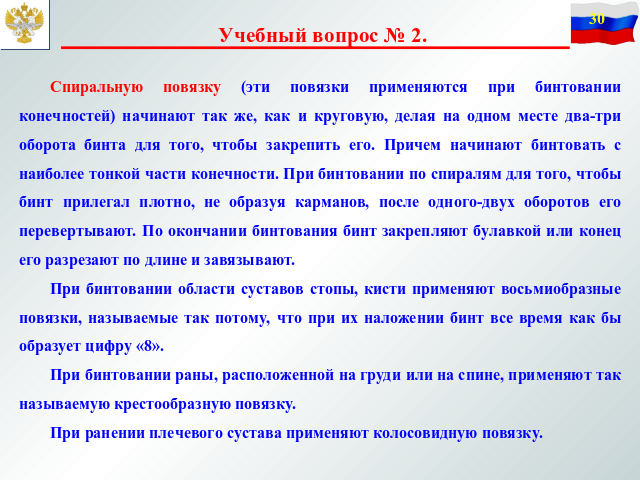 30
Учебный вопрос № 2.
Спиральную повязку (эти повязки применяются при бинтовании
конечностей) начинают так же, как и круговую, делая на одном месте два-три
оборота бинта для того, чтобы закрепить его. Причем начинают бинтовать с
наиболее тонкой части конечности. При бинтовании по спиралям для того, чтобы
бинт прилегал плотно, не образуя карманов, после одного-двух оборотов его
перевертывают. По окончании бинтования бинт закрепляют булавкой или конец
его разрезают по длине и завязывают.
При бинтовании области суставов стопы, кисти применяют восьмиобразные
повязки, называемые так потому, что при их наложении бинт все время как бы
образует цифру «8».
При бинтовании раны, расположенной на груди или на спине, применяют так
называемую крестообразную повязку.
При ранении плечевого сустава применяют колосовидную повязку.